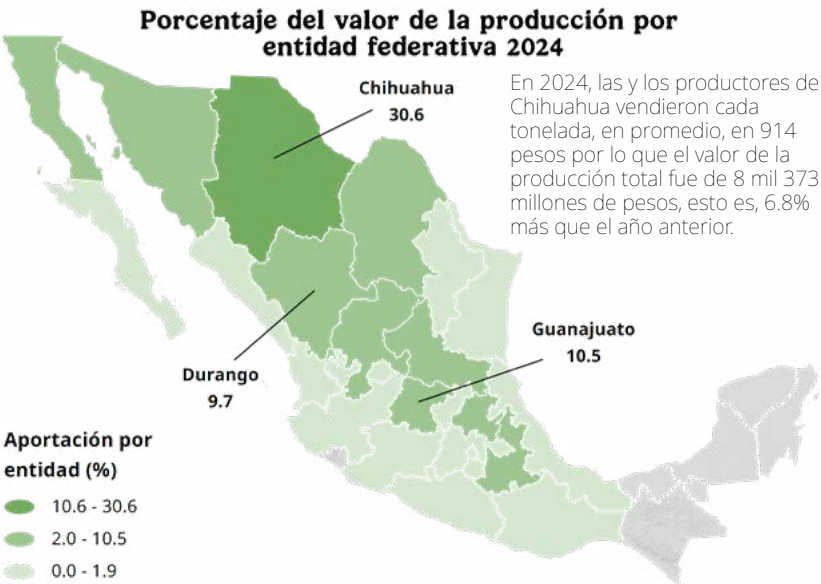 Porcentaje del valor de la producción por
entidad federativa 2024
Chihuahua
30.6
En 2024, las y los productores de
Chihuahua vendieron cada
tonelada, en promedio, en 914
pesos por lo que el valor de la
producción total fue de 8 mil 373
millones de pesos, esto es, 6.8%
más que el año anterior.
Guanajuato
10.5
Durango
9.7
Aportación por
entidad (%)
10.6 - 30.6
2.0 - 10.5
0.0 - 1.9